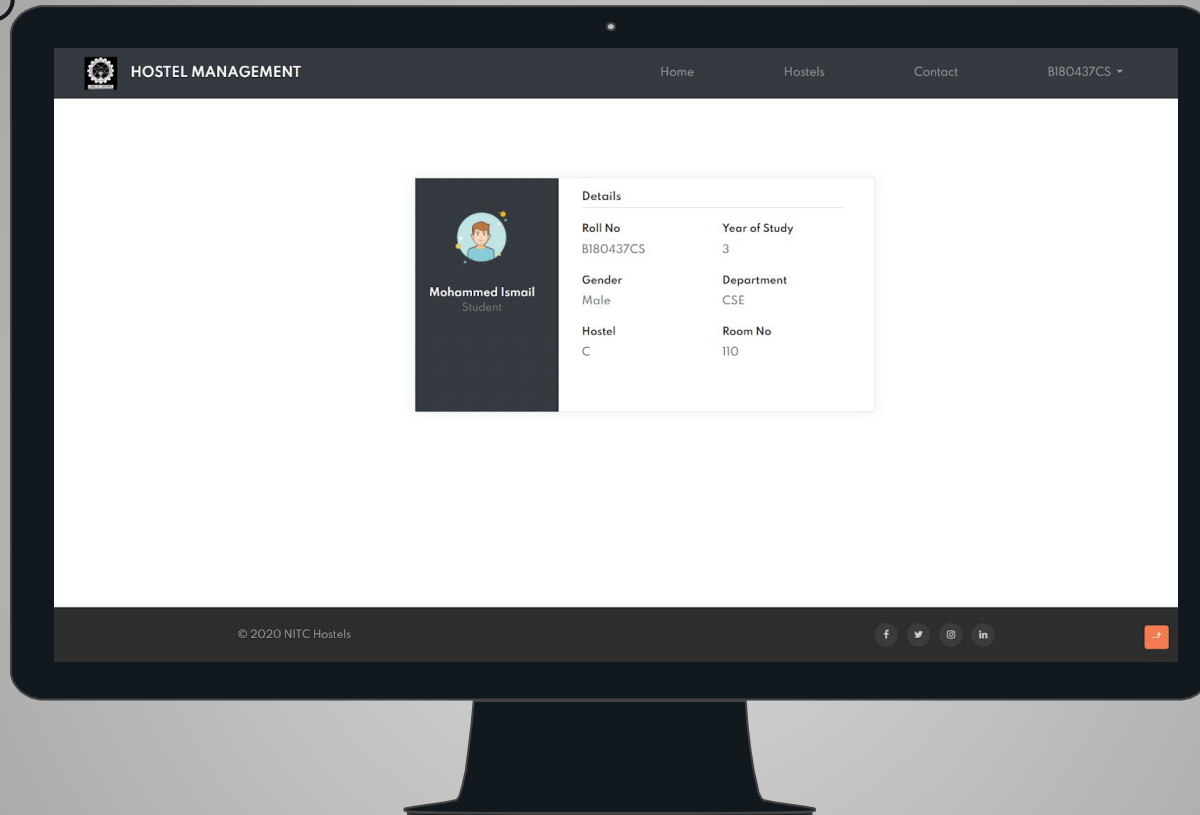 HOSTEL MANAGEMENT
Home Hostels Contact B180437CS
Details
Roll No Year of Study
B180437CS 3
Gender Department
Male CSE
Hostel Room No
C 110
Mohammed Ismail
Student
© 2020 NITC Hostels